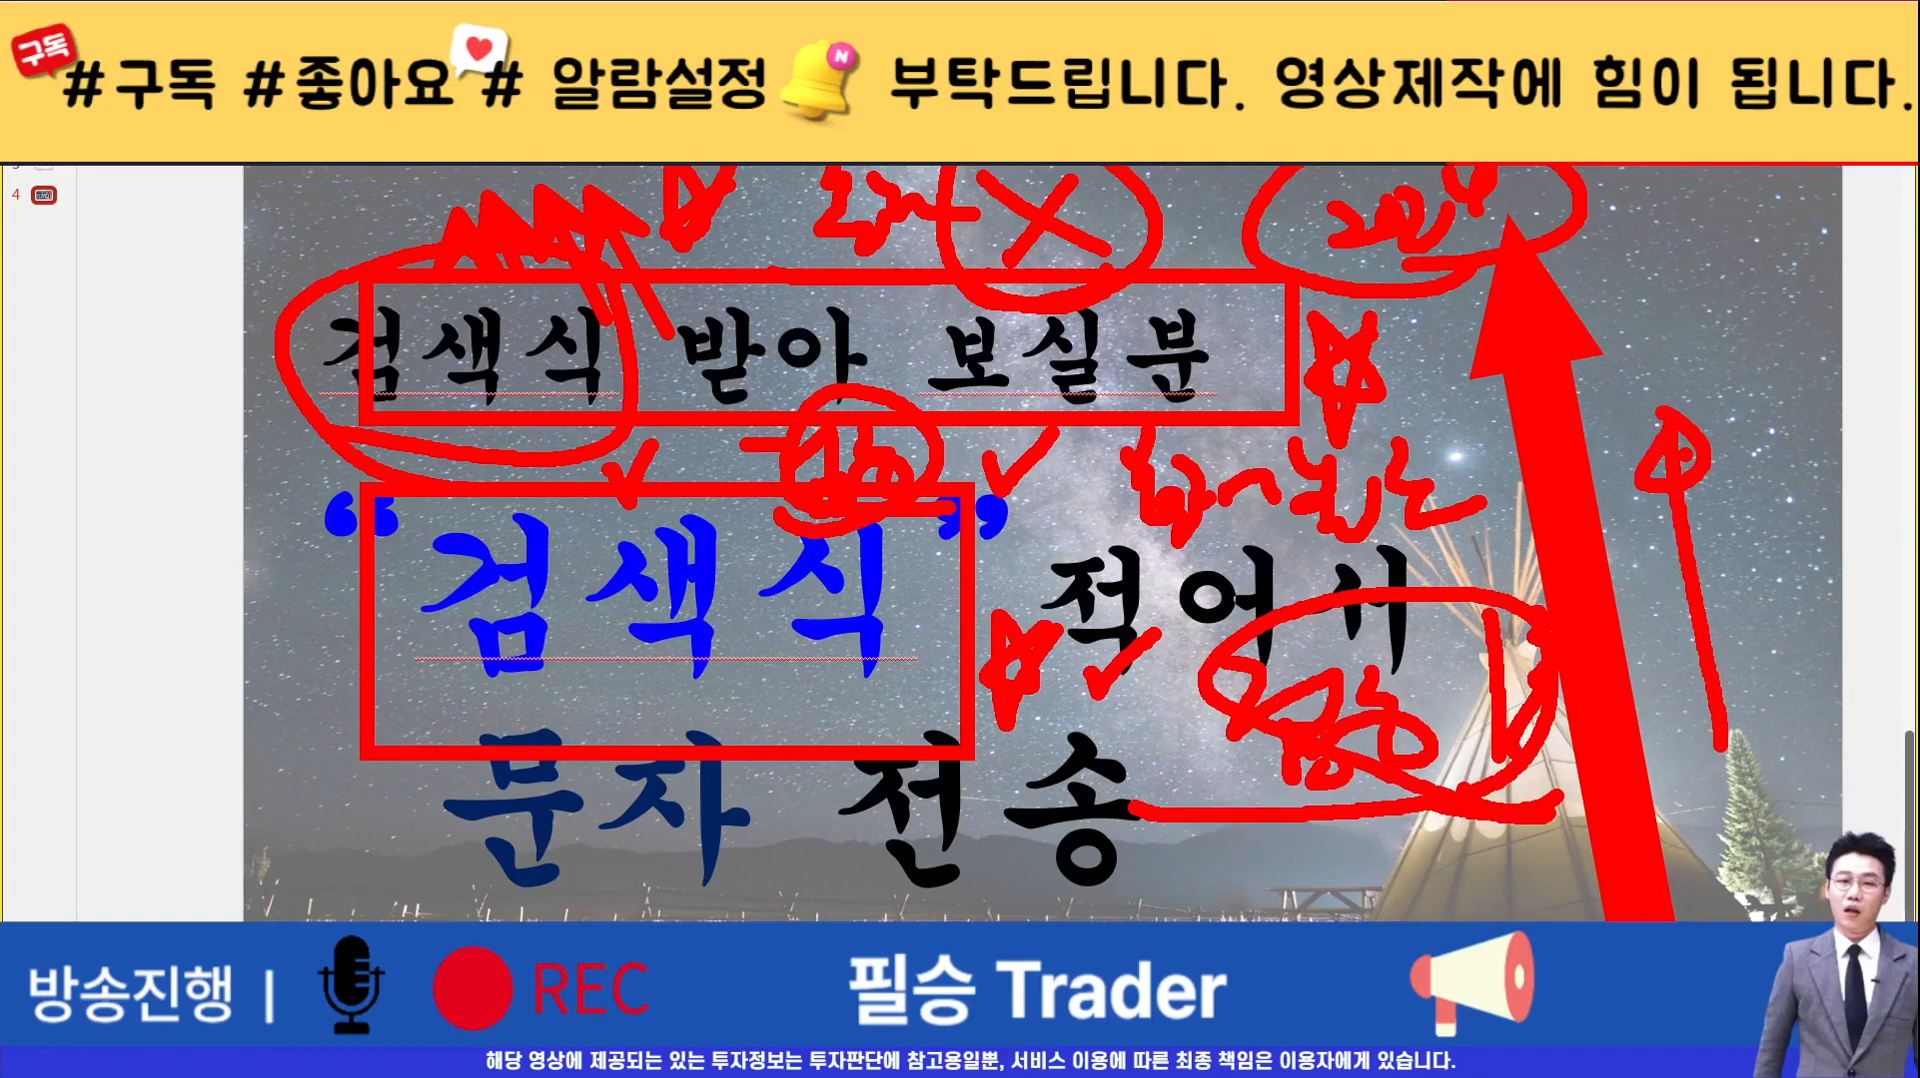 구독
#구독 #좋아요 # 알람설정 N 부탁드립니다. 영상제작에 힘이 됩니다.
4
검색식 받아 보실분
“검색식” 적어서
문자 전송
방송진행 | REC 필승 Trader
해당 영상에 제공되는 있는 투자정보는 투자판단에 참고용일뿐, 서비스 이용에 따른 최종 책임은 이용자에게 있습니다.